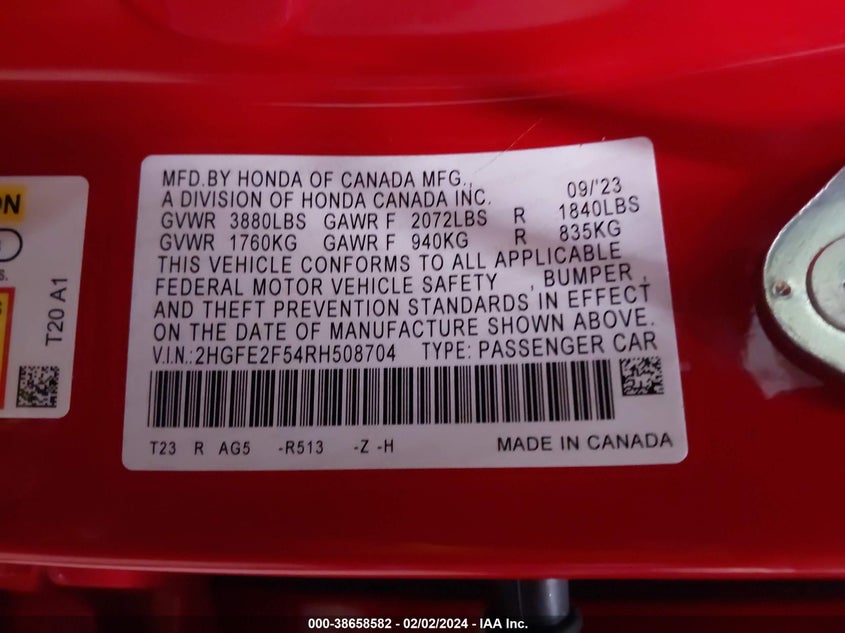 MFD.BY HONDA OF CANADA MFG.,
A DIVISION OF HONDA CANADA INC. 09/'23
GVWR 3880LBS GAWR F 2072LBS R 1840LBS
GVWR 1760KG GAWR F 940KG R 835KG
THIS VEHICLE CONFORMS TO ALL APPLICABLE
FEDERAL MOTOR VEHICLE SAFETY , BUMPER ,
AND THEFT PREVENTION STANDARDS IN EFFECT
ON THE DATE OF MANUFACTURE SHOWN ABOVE.
V.I.N.:2HGFE2F54RH508704 TYPE: PASSENGER CAR
T23 R AG5 -R513 -Z -H MADE IN CANADA
T20 A1
000-38658582 - 02/02/2024 - IAA Inc.